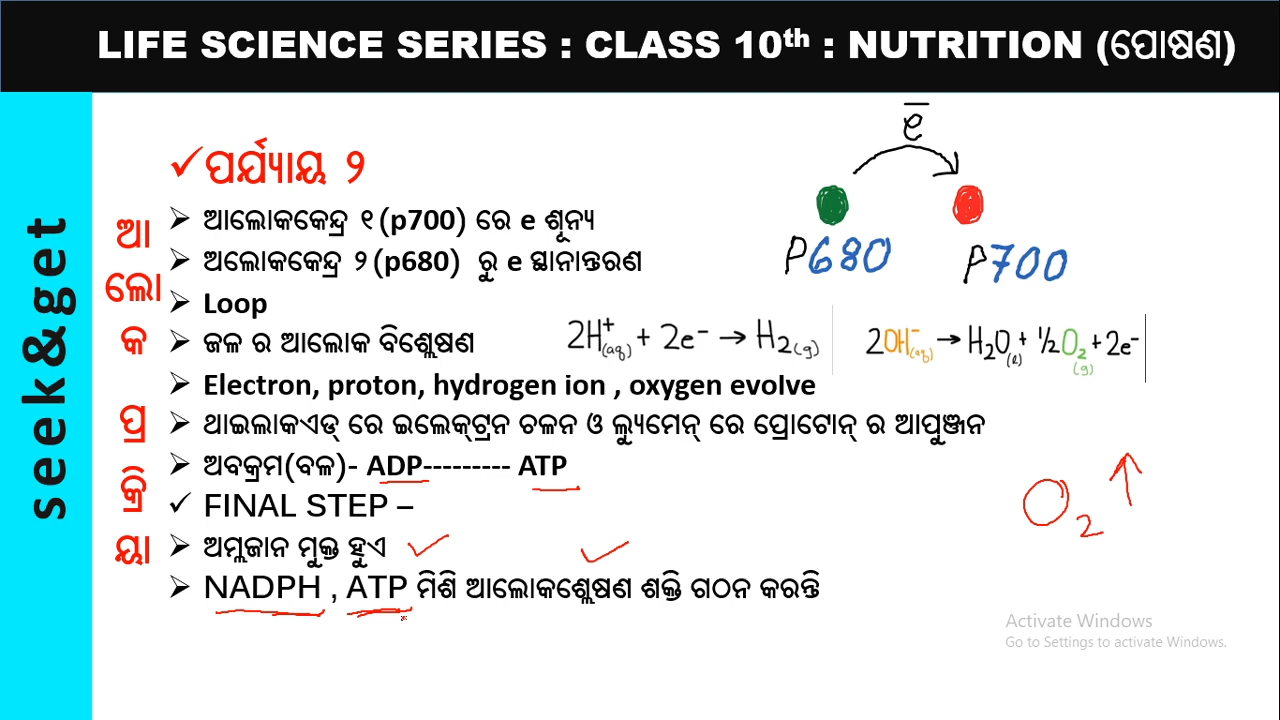 LIFE SCIENCE SERIES : CLASS 10th : NUTRITION (ପୋଷଣ)
seek&get
ଆଲୋକ ପ୍ରକ୍ରିୟା
✓ପର୍ଯ୍ୟାୟ ୨
➢ ଆଲୋକକେନ୍ଦ୍ର ୧ (p700) ରେ e ଶୂନ୍ୟ
➢ ଅଲୋକକେନ୍ଦ୍ର ୨ (p680) ରୁ e ସ୍ଥାନାନ୍ତରଣ
➢ Loop
➢ ଜଳ ର ଆଲୋକ ବିଶ୍ଲେଷଣ
➢ Electron, proton, hydrogen ion , oxygen evolve
➢ ଥାଇଲାକଏଡ୍ ରେ ଇଲେକ୍ଟ୍ରନ ଚଳନ ଓ ଲ୍ୟୁମେନ୍ ରେ ପ୍ରୋଟୋନ୍ ର ଆପୁଞ୍ଜନ
➢ ଅବକ୍ରମ(ବଳ)- ADP--------- ATP
✓ FINAL STEP –
➢ ଅମ୍ଳଜାନ ମୁକ୍ତ ହୁଏ
➢ NADPH , ATP ମିଶି ଆଲୋକଶ୍ଳେଷଣ ଶକ୍ତି ଗଠନ କରନ୍ତି
e̅
P680 P700
2H⁺(aq) + 2e⁻ → H₂(g)
2OH⁻(aq) → H₂O(l) + ½O₂(g) + 2e⁻
O₂ ↑
Activate Windows
Go to Settings to activate Windows.